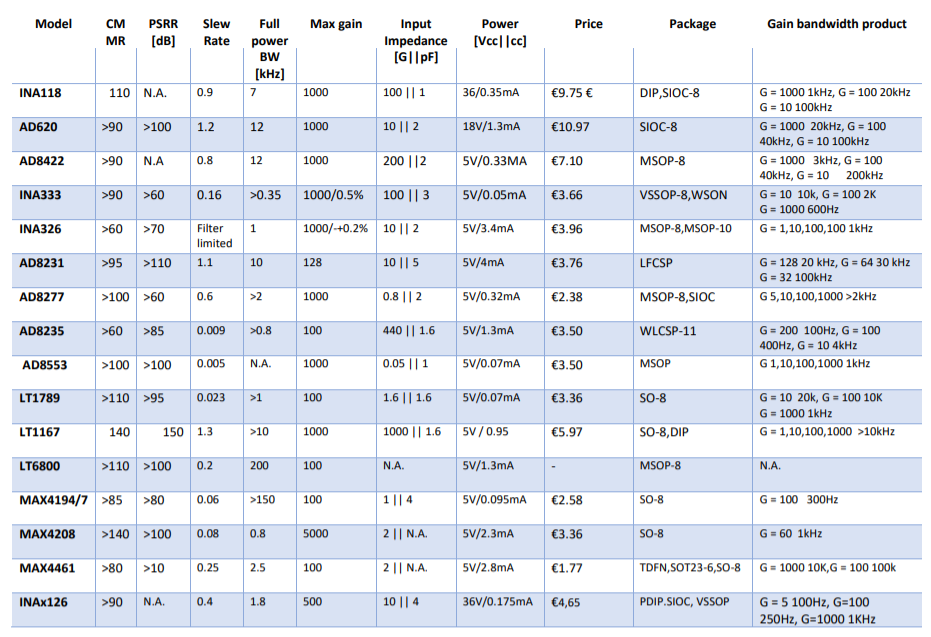 Model CM MR PSRR [dB] Slew Rate Full power BW [kHz] Max gain Input Impedance [G||pF] Power [Vcc||cc] Price Package Gain bandwidth product
INA118 110 N.A. 0.9 7 1000 100 || 1 36/0.35mA €9.75 € DIP,SIOC-8 G = 1000 1kHz, G = 100 20kHz
G = 10 100kHz
AD620 >90 >100 1.2 12 1000 10 || 2 18V/1.3mA €10.97 SIOC-8 G = 1000 20kHz, G = 100
40kHz, G = 10 100kHz
AD8422 >90 N.A 0.8 12 1000 200 ||2 5V/0.33MA €7.10 MSOP-8 G = 1000 3kHz, G = 100
40kHz, G = 10 200kHz
INA333 >90 >60 0.16 >0.35 1000/0.5% 100 || 3 5V/0.05mA €3.66 VSSOP-8,WSON G = 10 10k, G = 100 2K
G = 1000 600Hz
INA326 >60 >70 Filter limited 1 1000/-+0.2% 10 || 2 5V/3.4mA €3.96 MSOP-8,MSOP-10 G = 1,10,100,100 1kHz
AD8231 >95 >110 1.1 10 128 10 || 5 5V/4mA €3.76 LFCSP G = 128 20 kHz, G = 64 30 kHz
G = 32 100kHz
AD8277 >100 >60 0.6 >2 1000 0.8 || 2 5V/0.32mA €2.38 MSOP-8,SIOC G 5,10,100,1000 >2kHz
AD8235 >60 >85 0.009 >0.8 100 440 || 1.6 5V/1.3mA €3.50 WLCSP-11 G = 200 100Hz, G = 100
400Hz, G = 10 4kHz
AD8553 >100 >100 0.005 N.A. 1000 0.05 || 1 5V/0.07mA €3.50 MSOP G 1,10,100,1000 1kHz
LT1789 >110 >95 0.023 >1 100 1.6 || 1.6 5V/0.07mA €3.36 SO-8 G = 10 20k, G = 100 10K
G = 1000 1kHz
LT1167 140 150 1.3 >10 1000 1000 || 1.6 5V / 0.95 €5.97 SO-8,DIP G = 1,10,100,1000 >10kHz
LT6800 >110 >100 0.2 200 100 N.A. 5V/1.3mA - MSOP-8 N.A.
MAX4194/7 >85 >80 0.06 >150 100 1 || 4 5V/0.095mA €2.58 SO-8 G = 100 300Hz
MAX4208 >140 >100 0.08 0.8 5000 2 || N.A. 5V/2.3mA €3.36 SO-8 G = 60 1kHz
MAX4461 >80 >10 0.25 2.5 100 2 || N.A. 5V/2.8mA €1.77 TDFN,SOT23-6,SO-8 G = 1000 10K,G = 100 100k
INAx126 >90 N.A. 0.4 1.8 500 10 || 4 36V/0.175mA €4,65 PDIP.SIOC, VSSOP G = 5 100Hz, G=100
250Hz, G=1000 1KHz